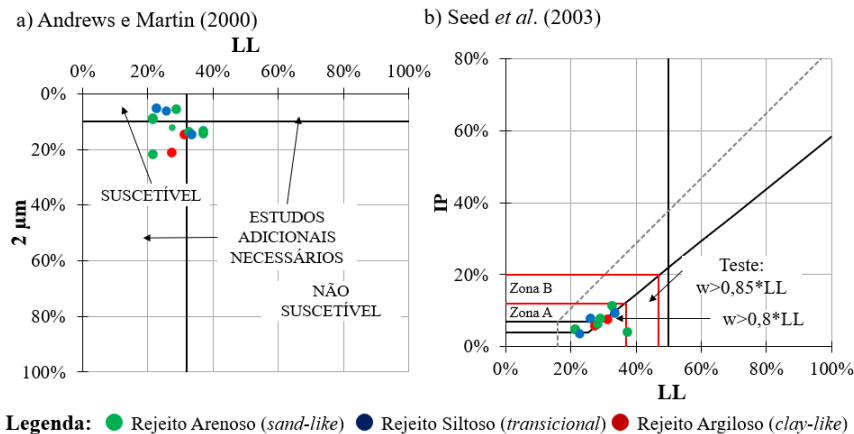 a) Andrews e Martin (2000)
LL
0% 20% 40% 60% 80% 100%
0%
20%
40%
60%
80%
100%
2 µm
SUSCETÍVEL
ESTUDOS
ADICIONAIS
NECESSÁRIOS
NÃO
SUSCETÍVEL
b) Seed et al. (2003)
80%
60%
40%
20%
0%
IP
Zona B
Zona A
Teste:
w>0,85*LL
w>0,8*LL
0% 20% 40% 60% 80% 100%
LL
Legenda: Rejeito Arenoso (sand-like) Rejeito Siltoso (transicional) Rejeito Argiloso (clay-like)